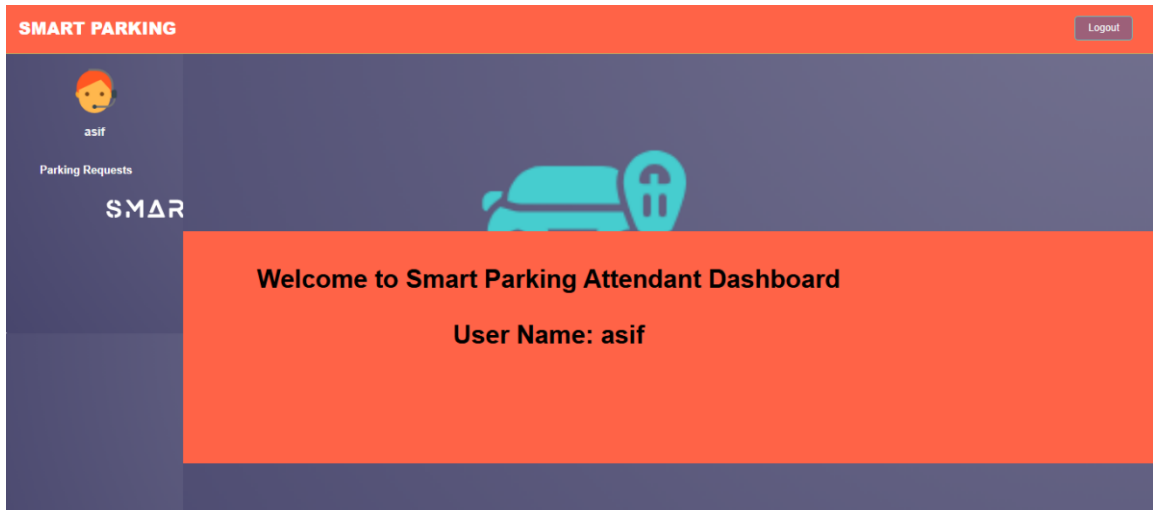 SMART PARKING
Logout
asif
Parking Requests
SMAR
Welcome to Smart Parking Attendant Dashboard
User Name: asif